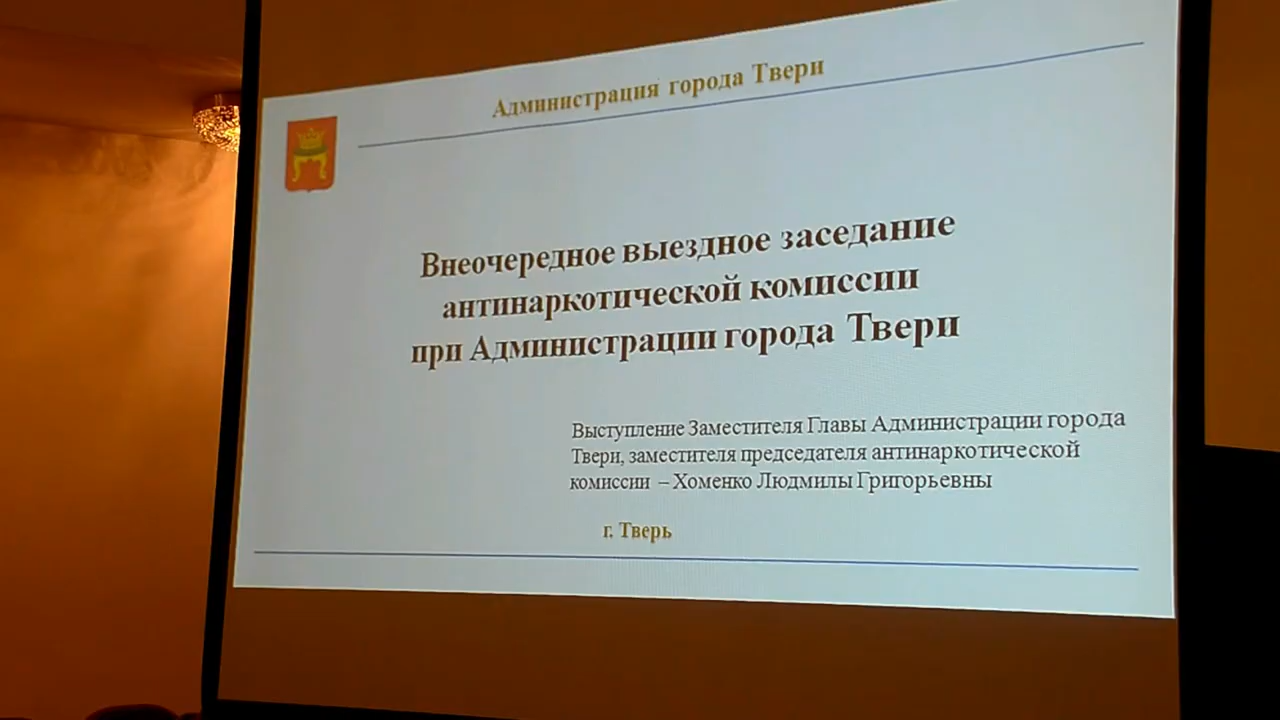 Администрация города Твери
Внеочередное выездное заседание
антинаркотической комиссии
при Администрации города Твери
Выступление Заместителя Главы Администрации города
Твери, заместителя председателя антинаркотической
комиссии – Хоменко Людмилы Григорьевны
г. Тверь